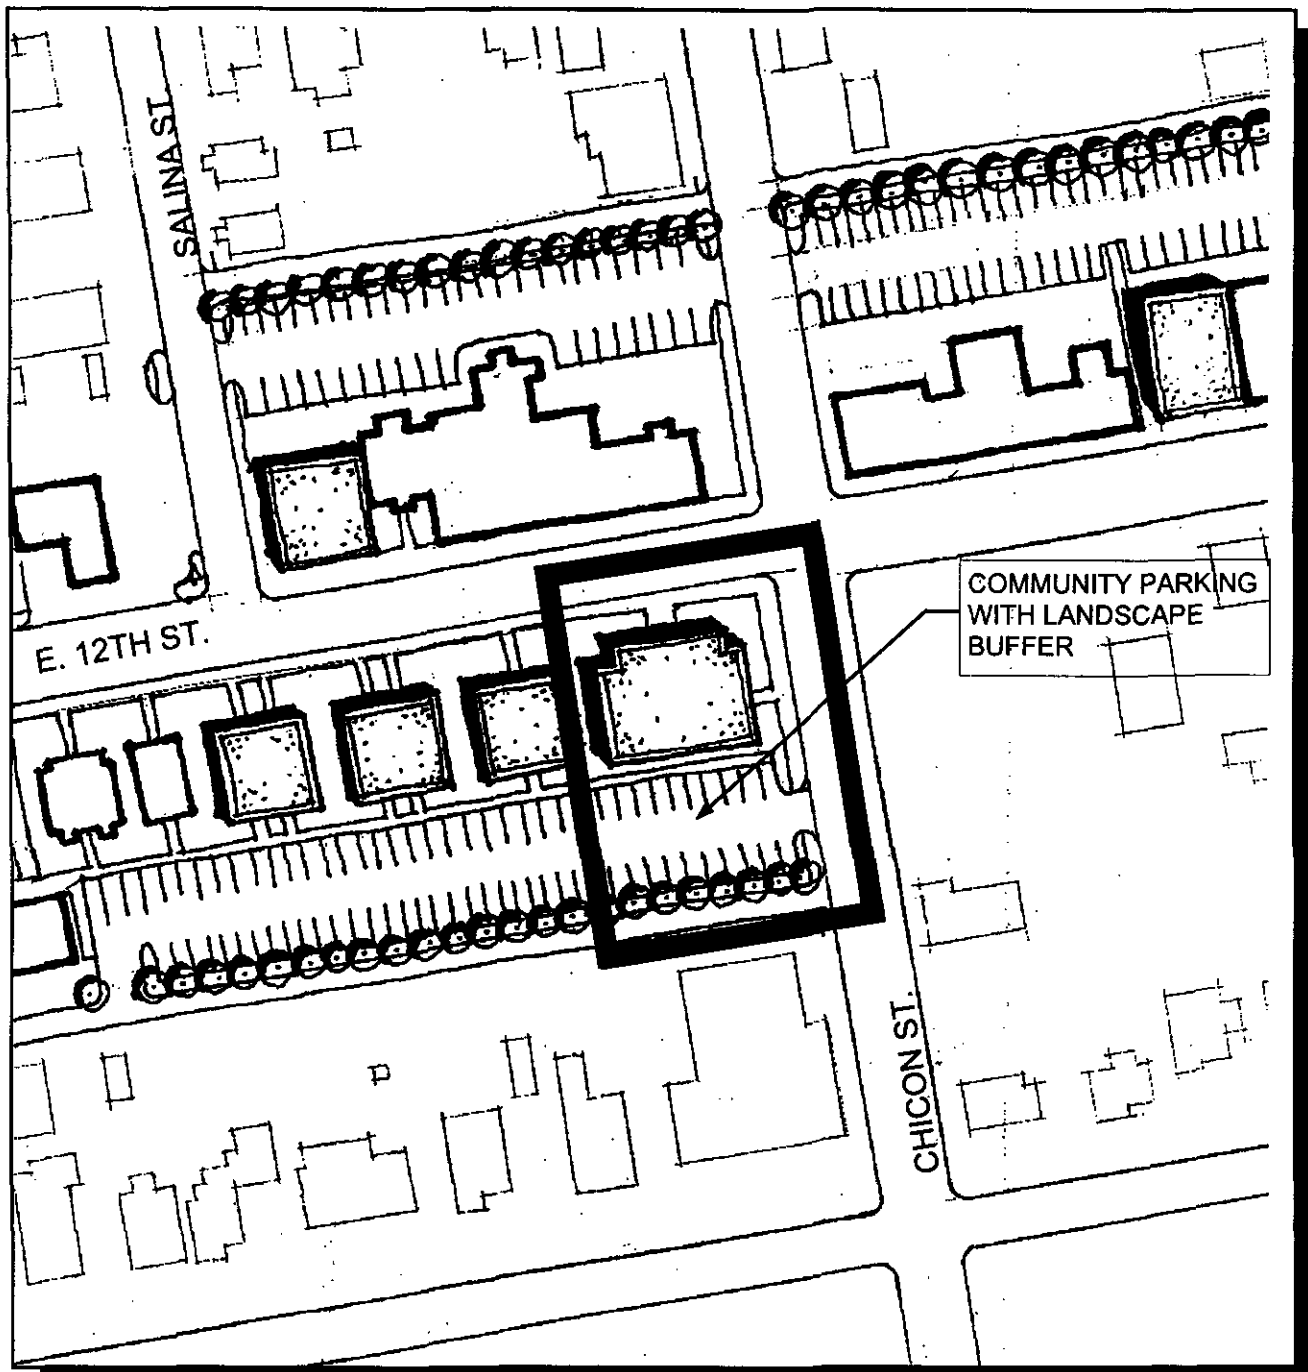 SALINA ST.
COMMUNITY PARKING
WITH LANDSCAPE
BUFFER
E. 12TH ST.
CHICON ST.